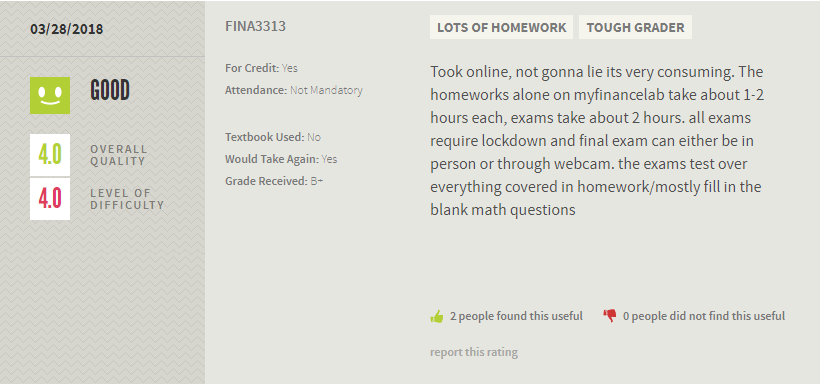 03/28/2018
GOOD
4.0 OVERALL
QUALITY
4.0 LEVEL OF
DIFFICULTY
FINA3313
For Credit: Yes
Attendance: Not Mandatory
Textbook Used: No
Would Take Again: Yes
Grade Received: B+
LOTS OF HOMEWORK TOUGH GRADER
Took online, not gonna lie its very consuming. The
homeworks alone on myfinancelab take about 1-2
hours each, exams take about 2 hours. all exams
require lockdown and final exam can either be in
person or through webcam. the exams test over
everything covered in homework/mostly fill in the
blank math questions
2 people found this useful 0 people did not find this useful
report this rating